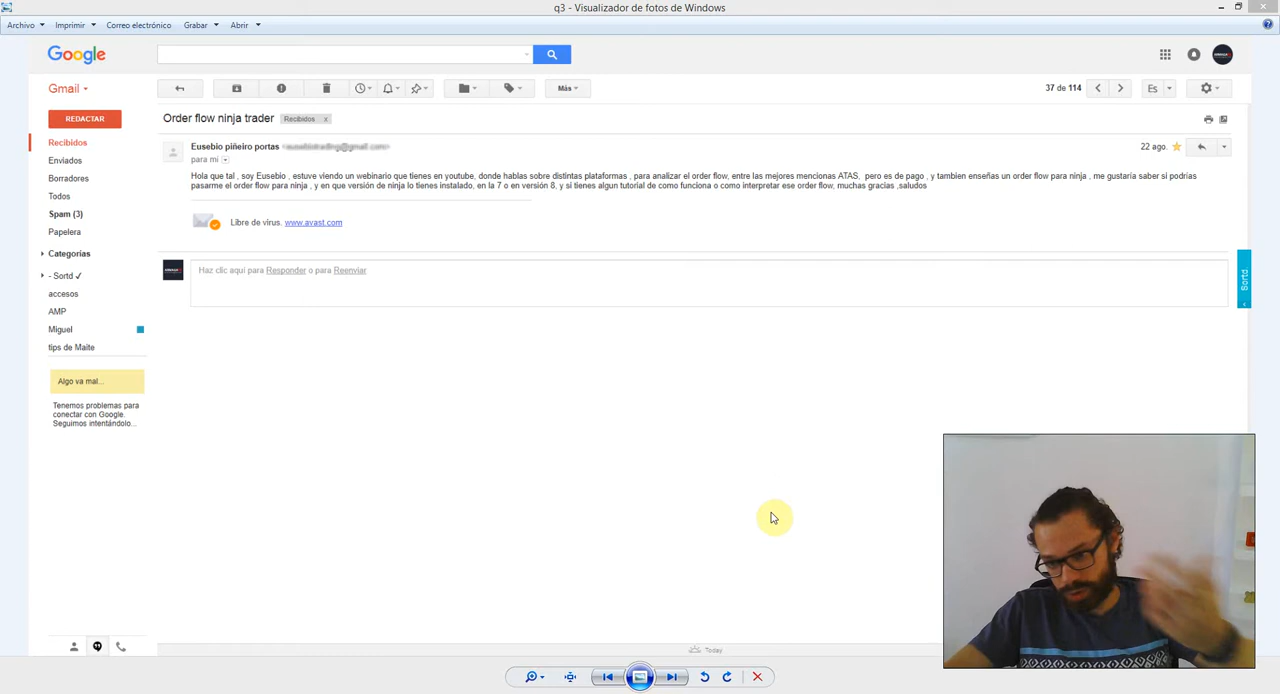 q3 - Visualizador de fotos de Windows
Archivo Imprimir Correo electrónico Grabar Abrir
Google
Gmail Más 37 de 114 Es
REDACTAR
Order flow ninja trader Recibidos x
Recibidos
Enviados
Borradores
Todos
Spam (3)
Papelera
Categorías
- Sortd ✓
accesos
AMP
Miguel
tips de Maite
Algo va mal...
Tenemos problemas para
conectar con Google.
Seguimos intentándolo...
Eusebio piñeiro portas 22 ago.
para mi
Hola que tal , soy Eusebio , estuve viendo un webinario que tienes en youtube, donde hablas sobre distintas plataformas , para analizar el order flow, entre las mejores mencionas ATAS, pero es de pago , y tambien enseñas un order flow para ninja , me gustaría saber si podrías
pasarme el order flow para ninja , y en que versión de ninja lo tienes instalado, en la 7 o en versión 8, y si tienes algun tutorial de como funciona o como interpretar ese order flow, muchas gracias ,saludos
Libre de virus. www.avast.com
Haz clic aquí para Responder o para Reenviar
Sortd
Today